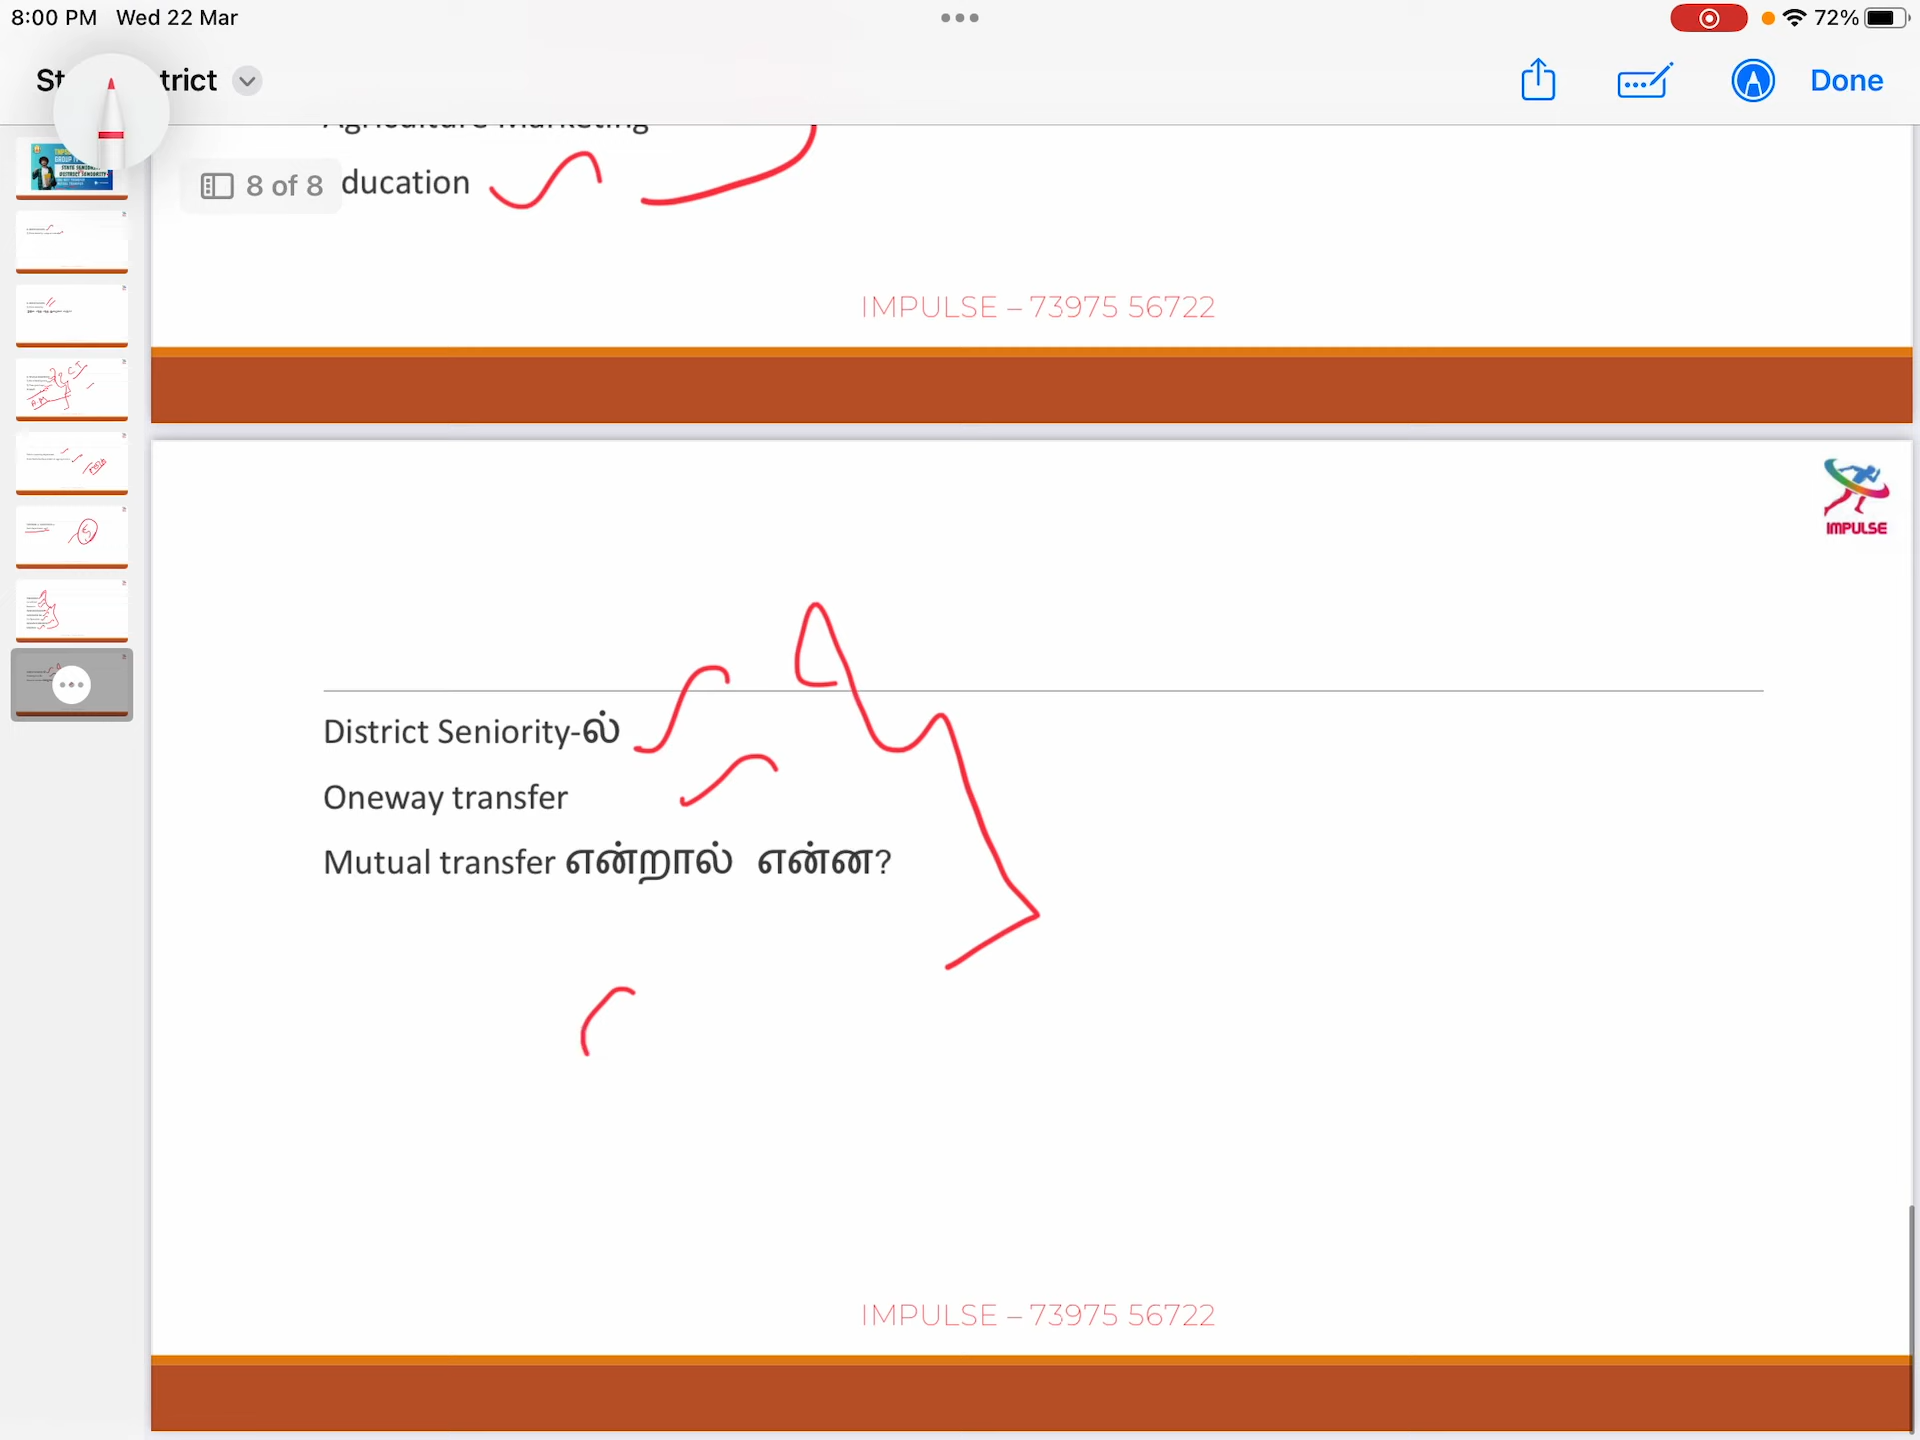 8:00 PM Wed 22 Mar
72%
Done
8 of 8
ducation
IMPULSE – 73975 56722
IMPULSE
District Seniority-ல்
Oneway transfer
Mutual transfer என்றால் என்ன?
IMPULSE – 73975 56722